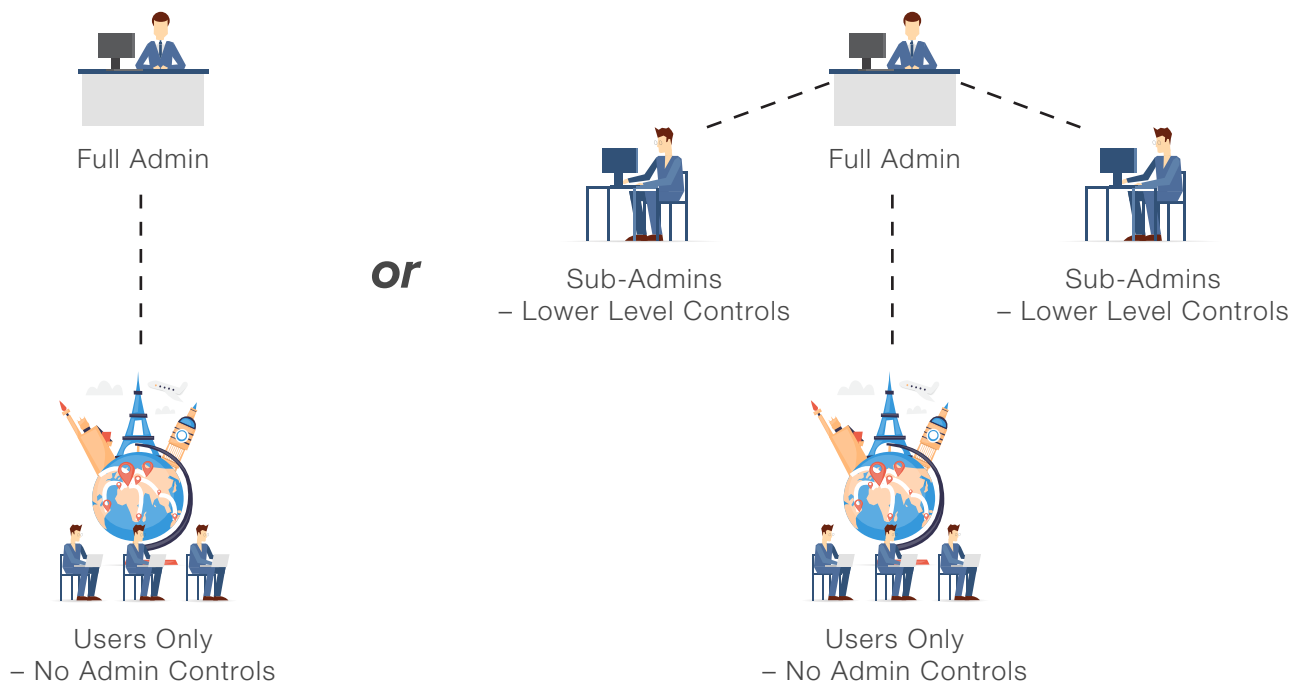 Full Admin
Users Only
– No Admin Controls
or
Full Admin
Sub-Admins
– Lower Level Controls
Sub-Admins
– Lower Level Controls
Users Only
– No Admin Controls